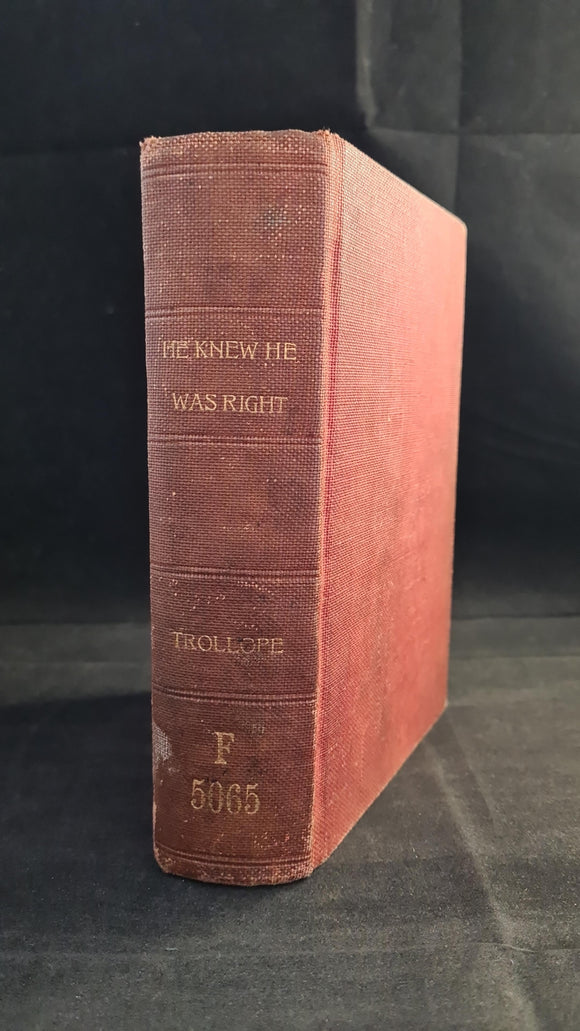 HE KNEW HE
WAS RIGHT
TROLLOPE
F
5065